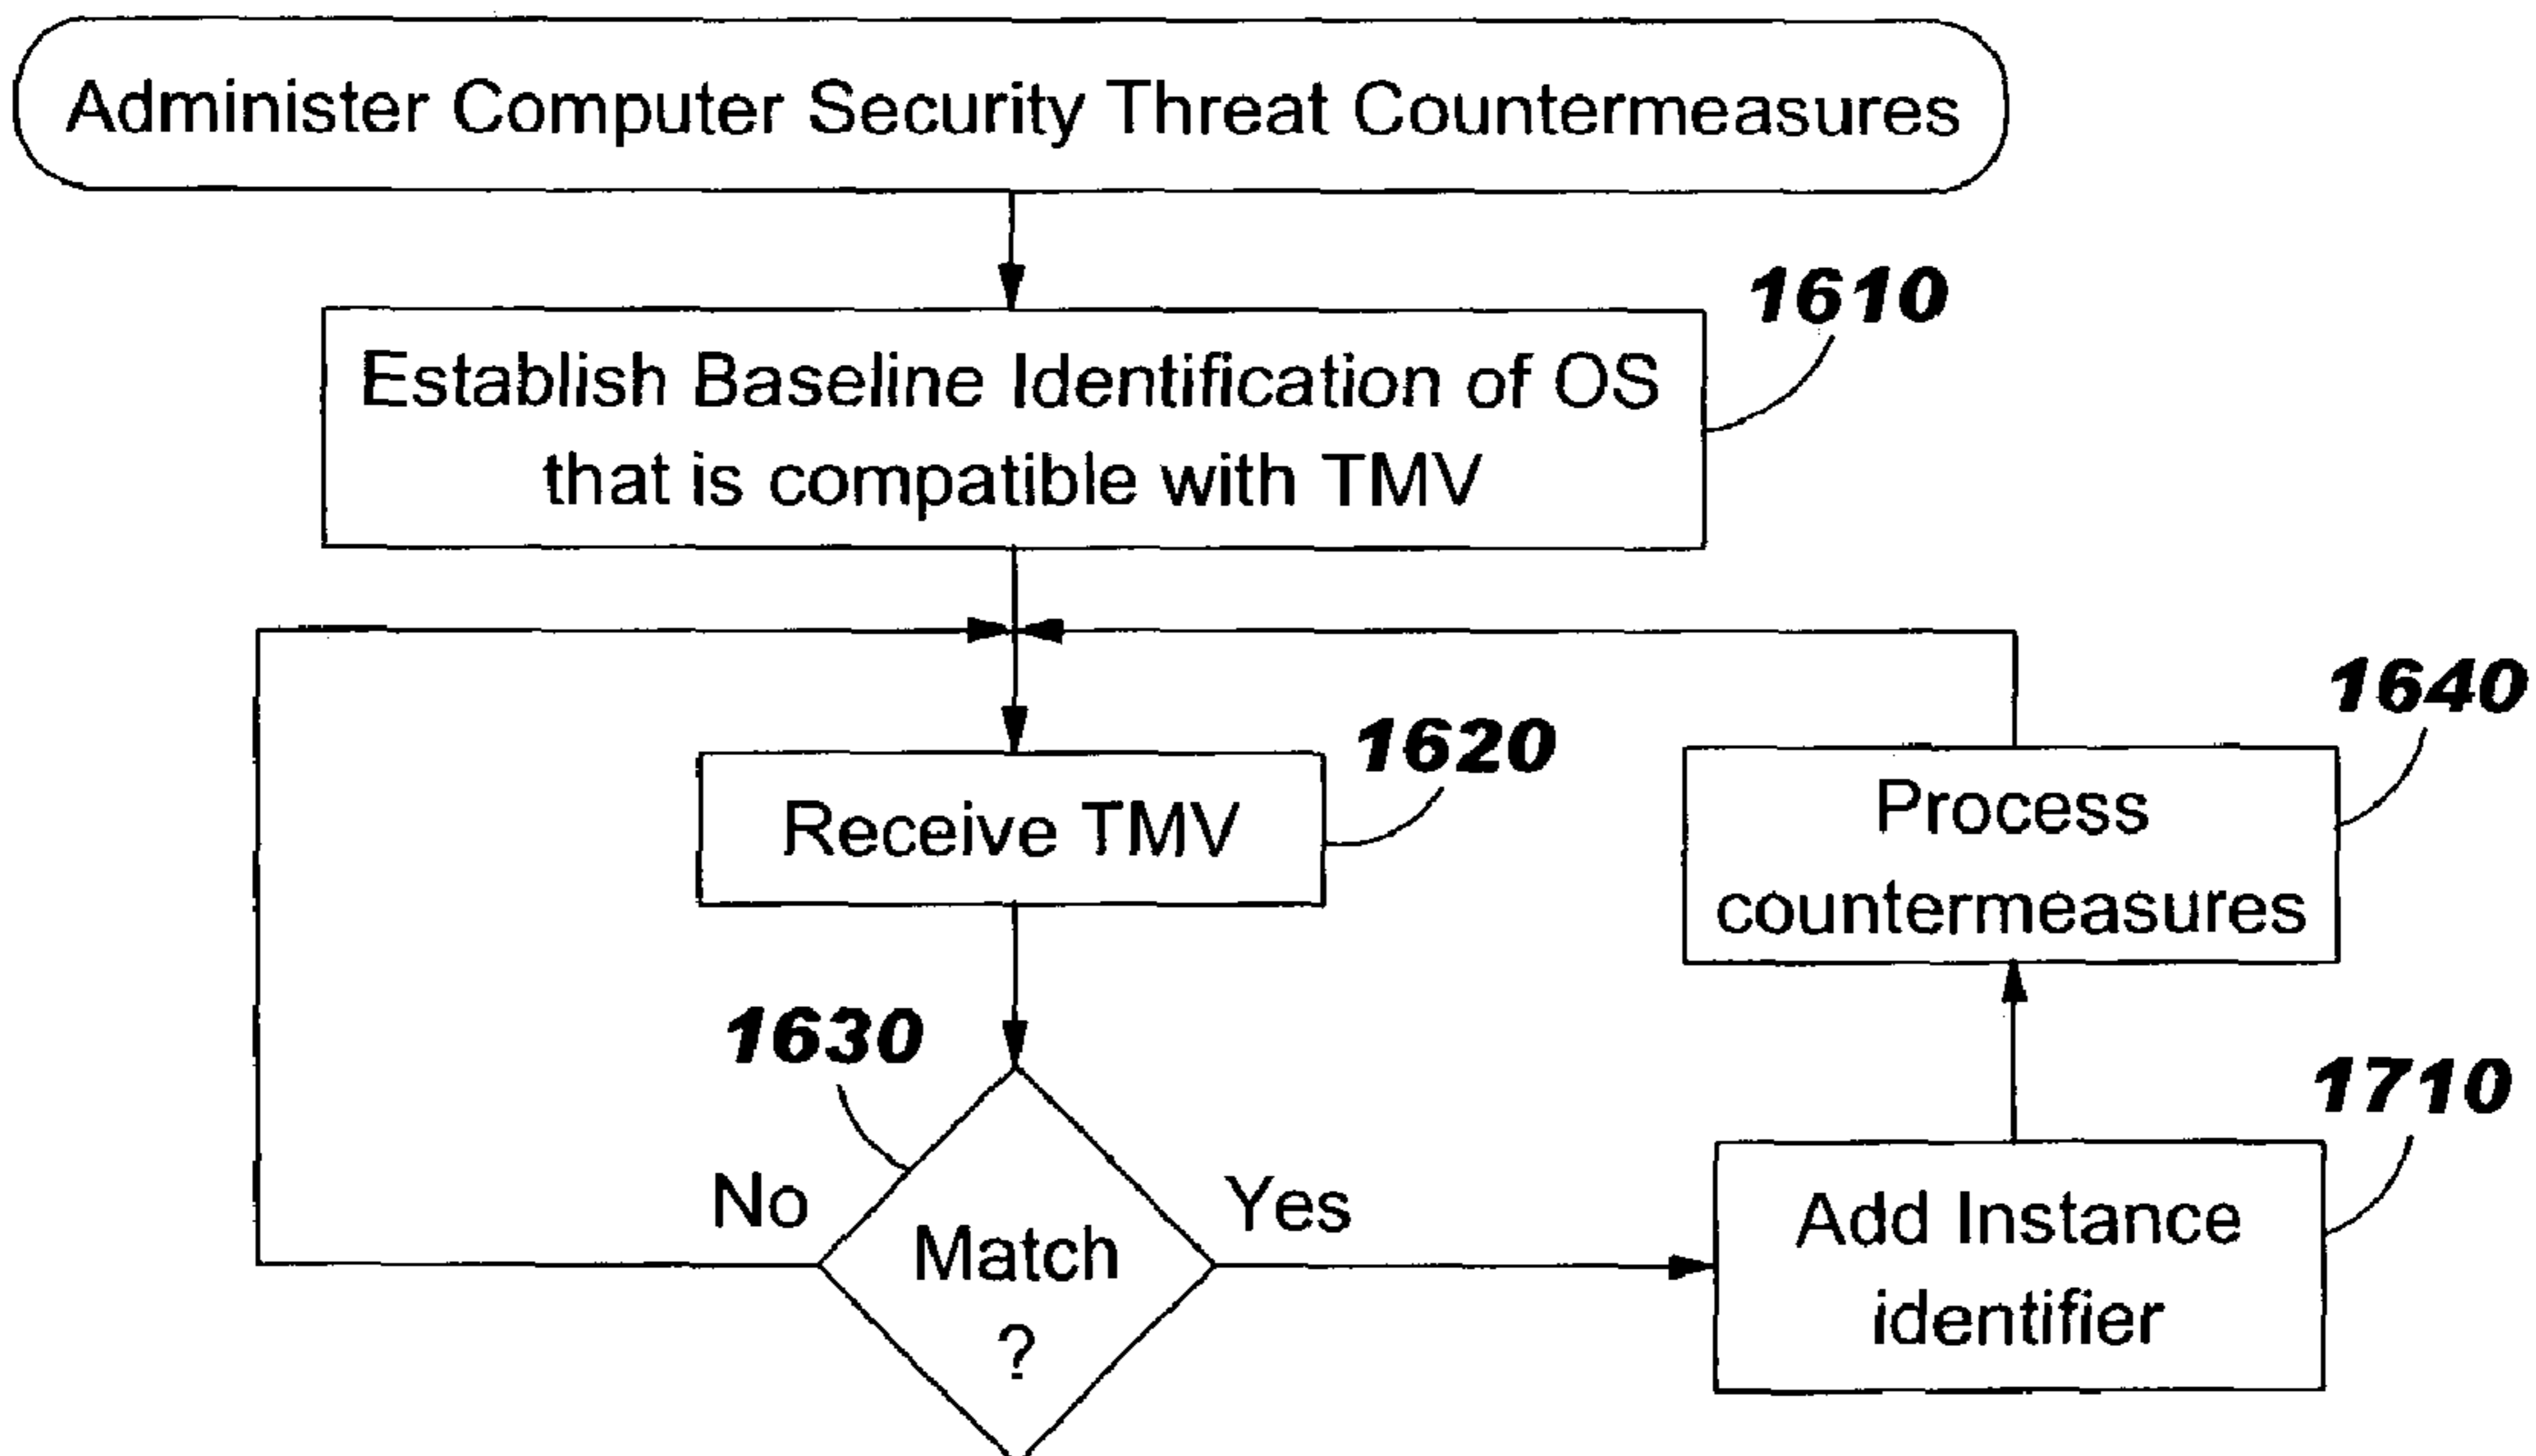 Administer Computer Security Threat Countermeasures
1610
Establish Baseline Identification of OS
that is compatible with TMV
1620
Receive TMV
1640
Process
countermeasures
1630
No
Yes
Match
?
1710
Add Instance
identifier